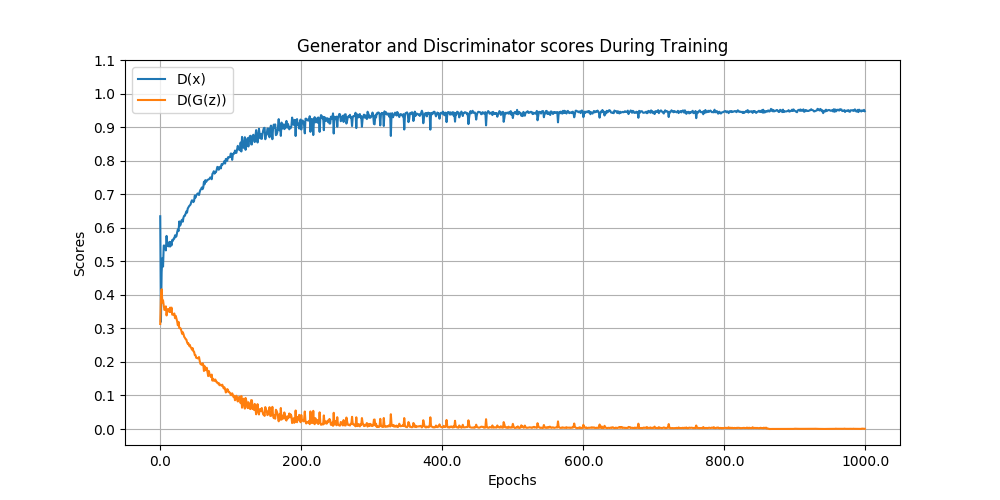 Generator and Discriminator scores During Training
D(x)
D(G(z))
1.1
1.0
0.9
0.8
0.7
0.6
0.5
0.4
0.3
0.2
0.1
0.0
Scores
0.0 200.0 400.0 600.0 800.0 1000.0
Epochs